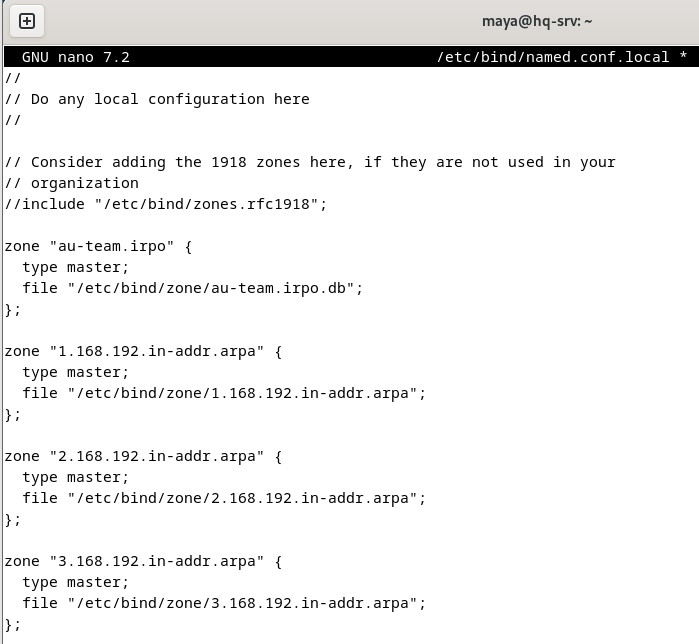 maya@hq-srv: ~
GNU nano 7.2 /etc/bind/named.conf.local *
//
// Do any local configuration here
//
// Consider adding the 1918 zones here, if they are not used in your
// organization
//include "/etc/bind/zones.rfc1918";
zone "au-team.irpo" {
  type master;
  file "/etc/bind/zone/au-team.irpo.db";
};
zone "1.168.192.in-addr.arpa" {
  type master;
  file "/etc/bind/zone/1.168.192.in-addr.arpa";
};
zone "2.168.192.in-addr.arpa" {
  type master;
  file "/etc/bind/zone/2.168.192.in-addr.arpa";
};
zone "3.168.192.in-addr.arpa" {
  type master;
  file "/etc/bind/zone/3.168.192.in-addr.arpa";
};